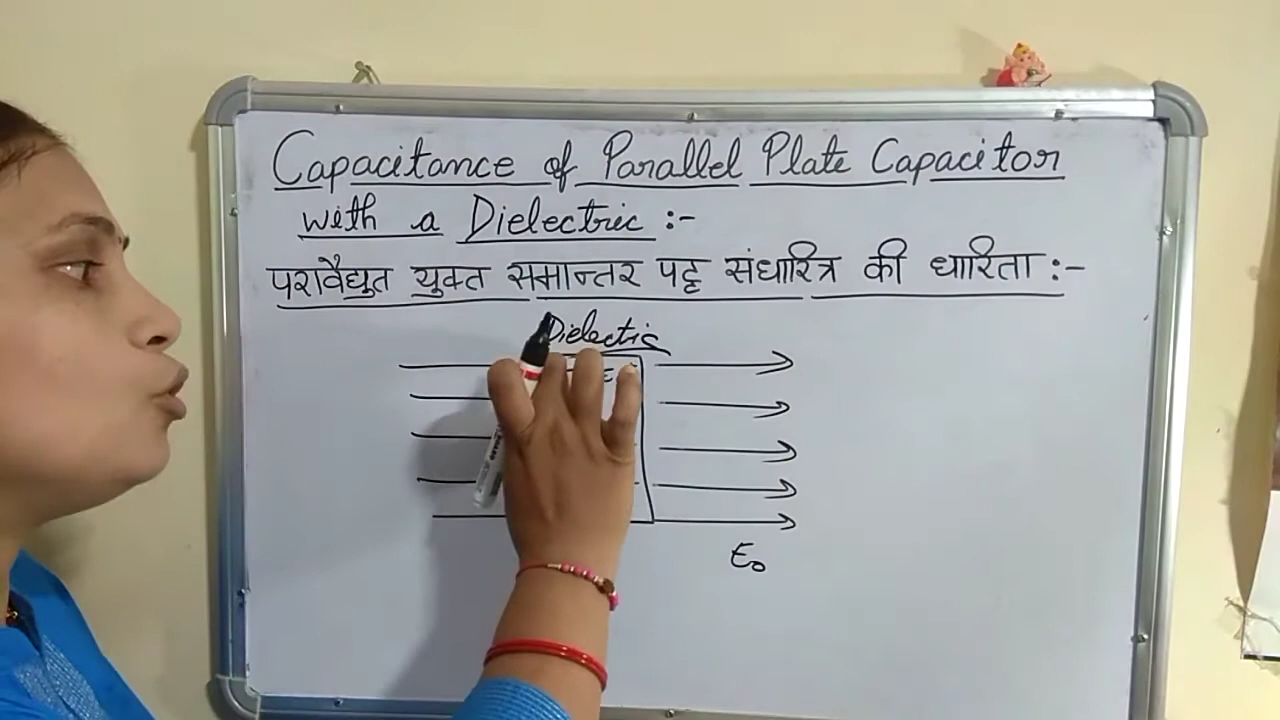 Capacitance of Parallel Plate Capacitor
with a Dielectric :-
परावैद्युत युक्त समान्तर पट्ट संधारित्र की धारिता :-
Dielectric
E₀